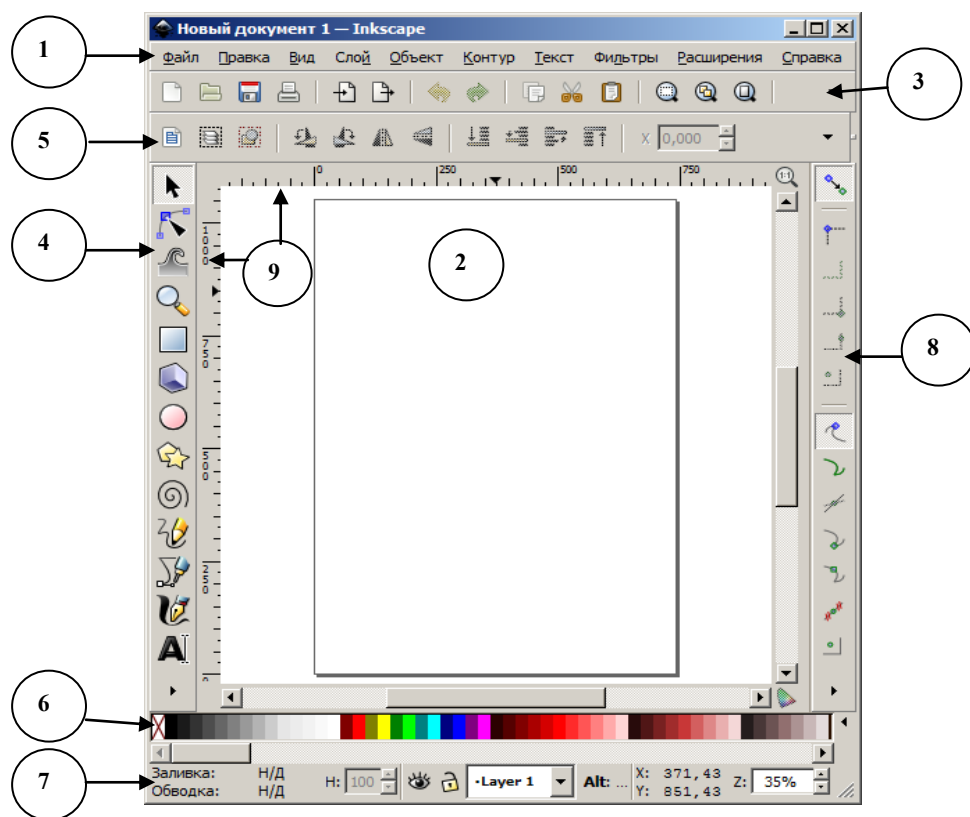 Новый документ 1 — Inkscape
Файл Правка Вид Слой Объект Контур Текст Фильтры Расширения Справка
1
3
5
X 0,000
0 250 500 750
1:1
4
1000
9
2
750
8
500
250
0
A
6
7
Заливка: Н/Д
Обводка: Н/Д
Н: 100
·Layer 1
Alt: ...
X: 371,43
Y: 851,43
Z: 35%